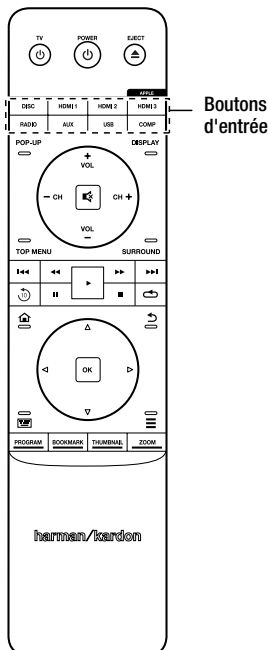 TV POWER EJECT
APPLE
DISC HDMI 1 HDMI 2 HDMI 3
Boutons
d'entrée
RADIO AUX USB COMP
POP-UP DISPLAY
+
VOL
– CH CH +
VOL
–
TOP MENU SURROUND
10
OK
PROGRAM BOOKMARK THUMBNAIL ZOOM
harman/kardon